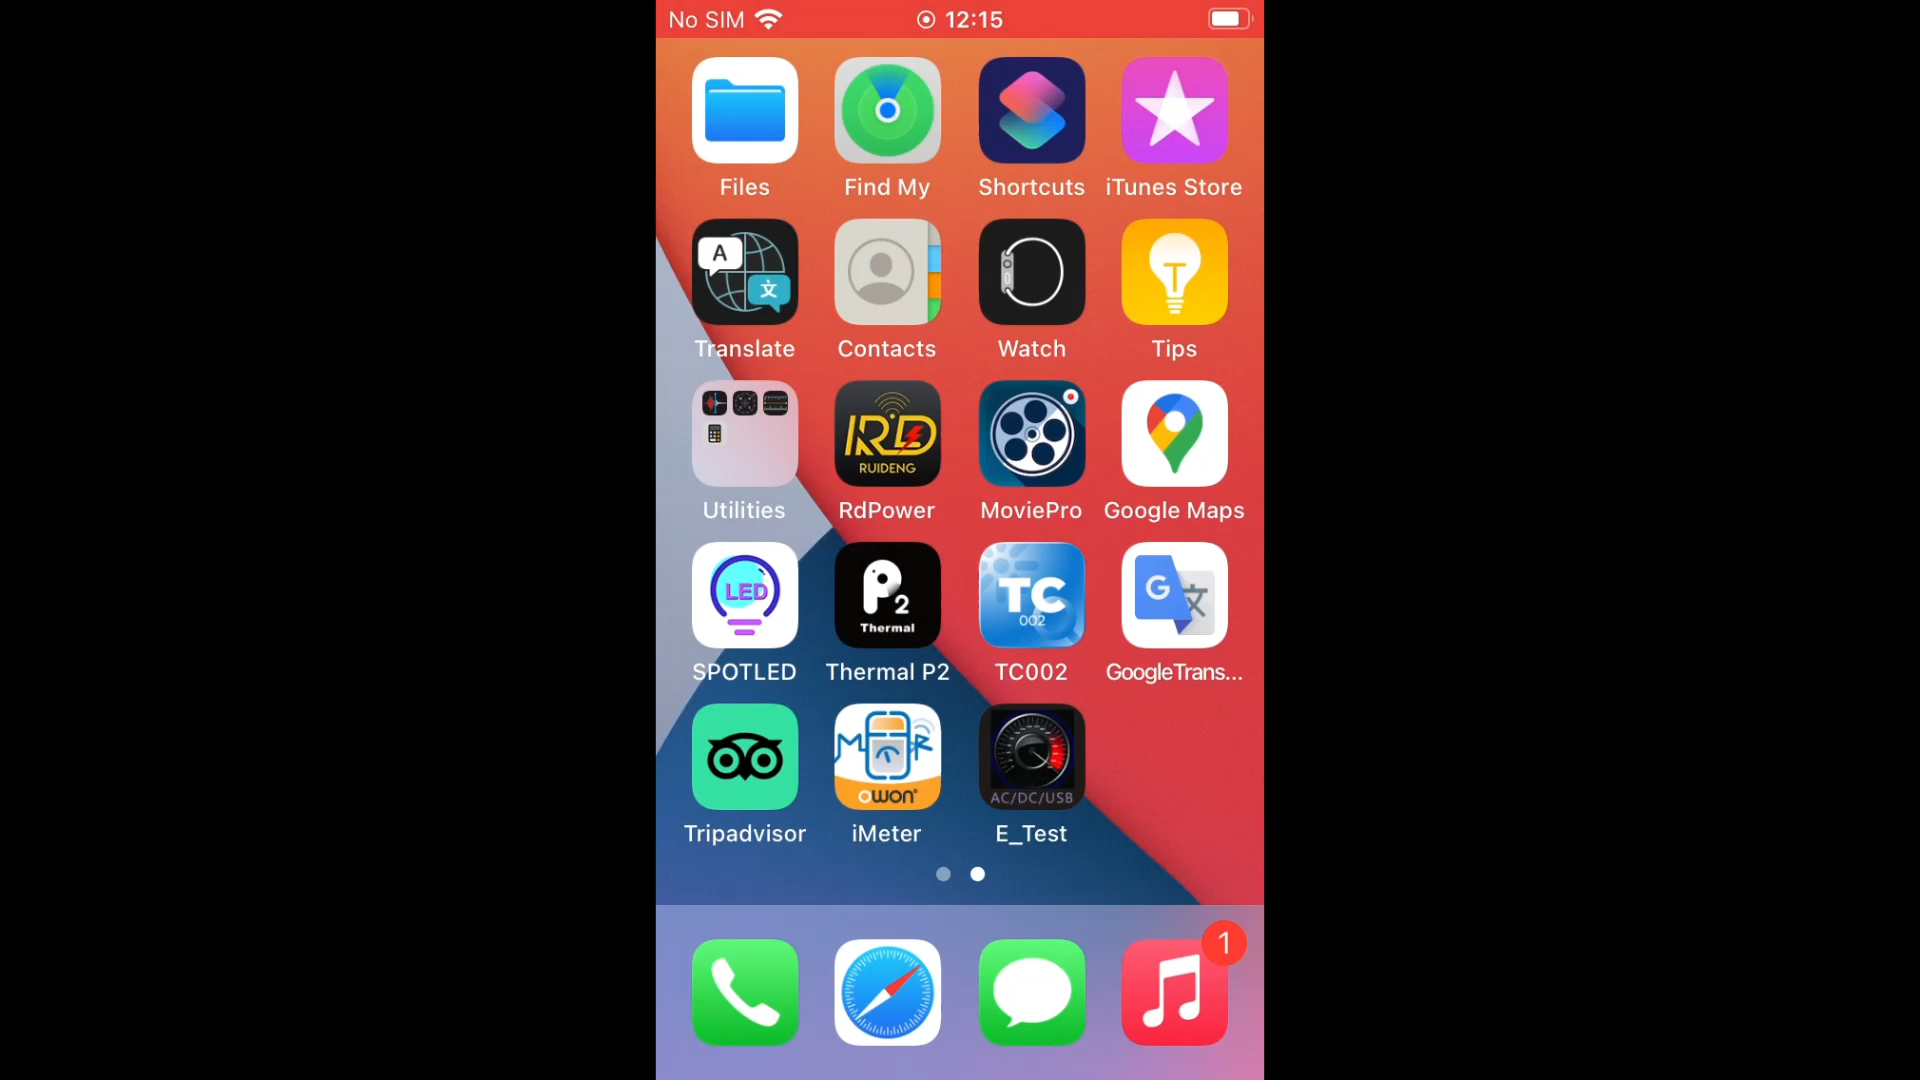 No SIM 12:15
Files Find My Shortcuts iTunes Store
A 文
Translate Contacts Watch Tips
RD
RUIDENG
Utilities RdPower MoviePro Google Maps
LED P2 Thermal TC 002 G 文
SPOTLED Thermal P2 TC002 GoogleTrans...
M R
owon AC/DC/USB
Tripadvisor iMeter E_Test
1